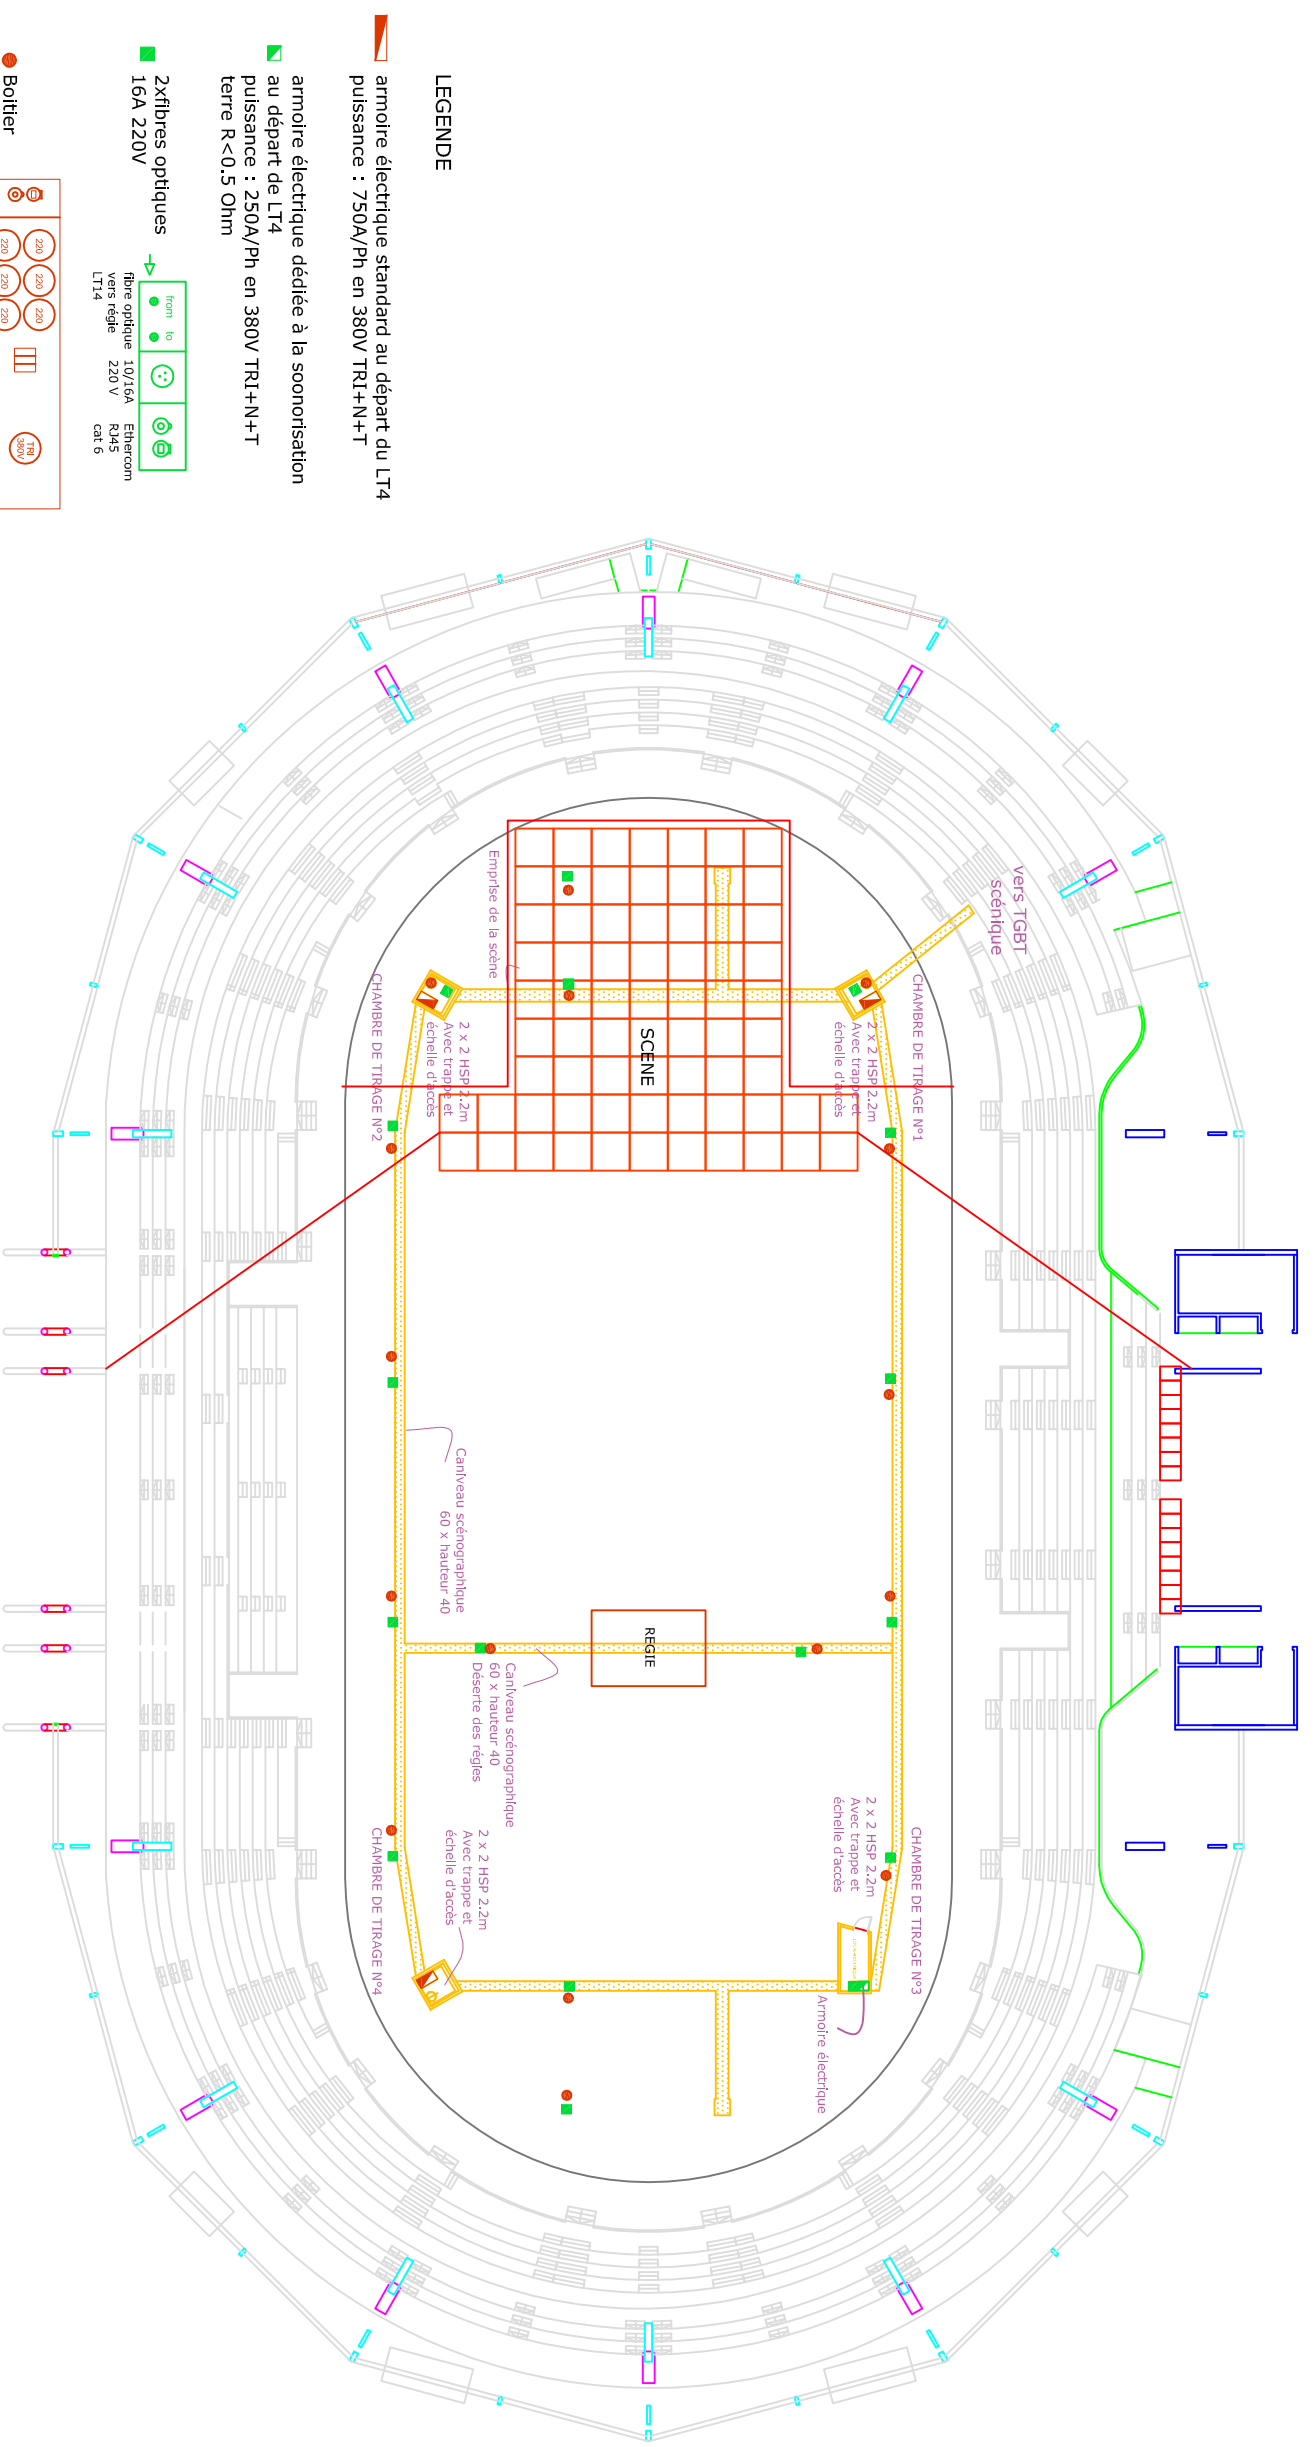 LEGENDE
armoire électrique standard au départ du LT4
puissance : 750A/Ph en 380V TRI+N+T
armoire électrique dédiée à la soonorisation
au départ de LT4
puissance : 250A/Ph en 380V TRI+N+T
terre R<0.5 Ohm
2xfibres optiques
16A 220V
from to
fibre optique
vers régie
LT14
10/16A
220 V
Ethercom
RJ45
cat 6
Boitier
220 220 220
220 220 220
TRI
380V
vers TGBT
scénique
CHAMBRE DE TIRAGE N°1
2 x 2 HSP 2.2m
Avec trappe et
échelle d'accès
SCENE
Emprise de la scène
2 x 2 HSP 2.2m
Avec trappe et
échelle d'accès
CHAMBRE DE TIRAGE N°2
Caniveau scénographique
60 x hauteur 40
REGIE
Caniveau scénographique
60 x hauteur 40
Déserte des régies
CHAMBRE DE TIRAGE N°3
2 x 2 HSP 2.2m
Avec trappe et
échelle d'accès
Armoire électrique
2 x 2 HSP 2.2m
Avec trappe et
échelle d'accès
CHAMBRE DE TIRAGE N°4